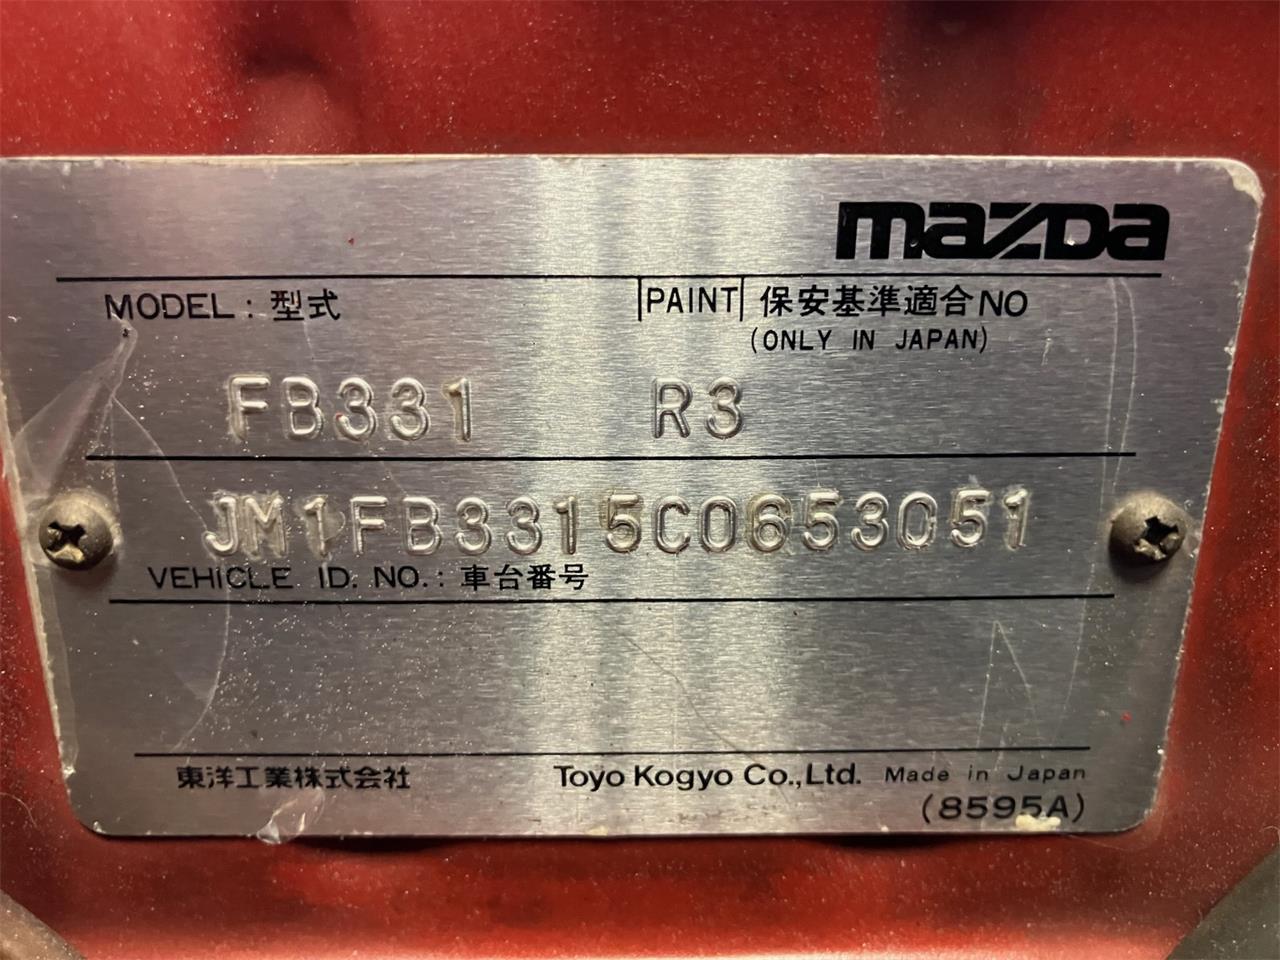 mazda
MODEL : 型式 PAINT 保安基準適合NO
(ONLY IN JAPAN)
FB331 R3
JM1FB3315C0653051
VEHICLE ID. NO. : 車台番号
東洋工業株式会社 Toyo Kogyo Co.,Ltd. Made in Japan
(8595A)